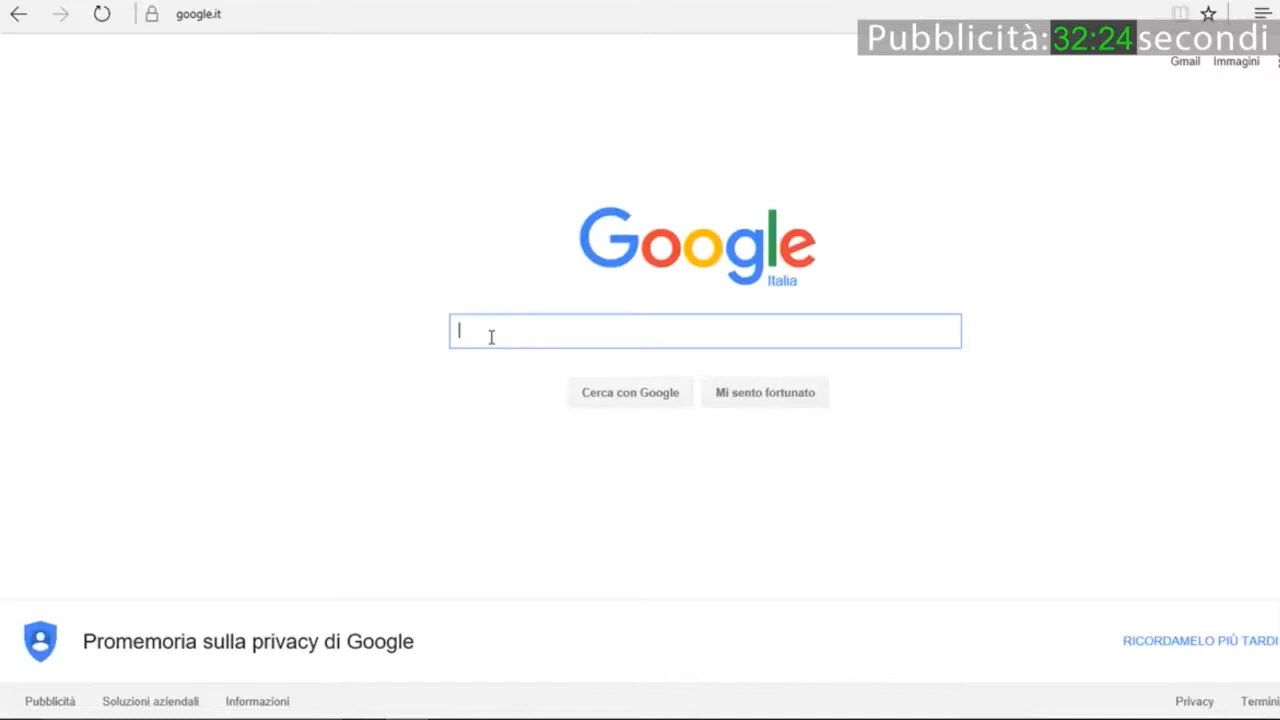 google.it
Pubblicità:32:24secondi
Gmail Immagini
Google
Italia
Cerca con Google Mi sento fortunato
Promemoria sulla privacy di Google RICORDAMELO PIÙ TARDI
Pubblicità Soluzioni aziendali Informazioni Privacy Termini